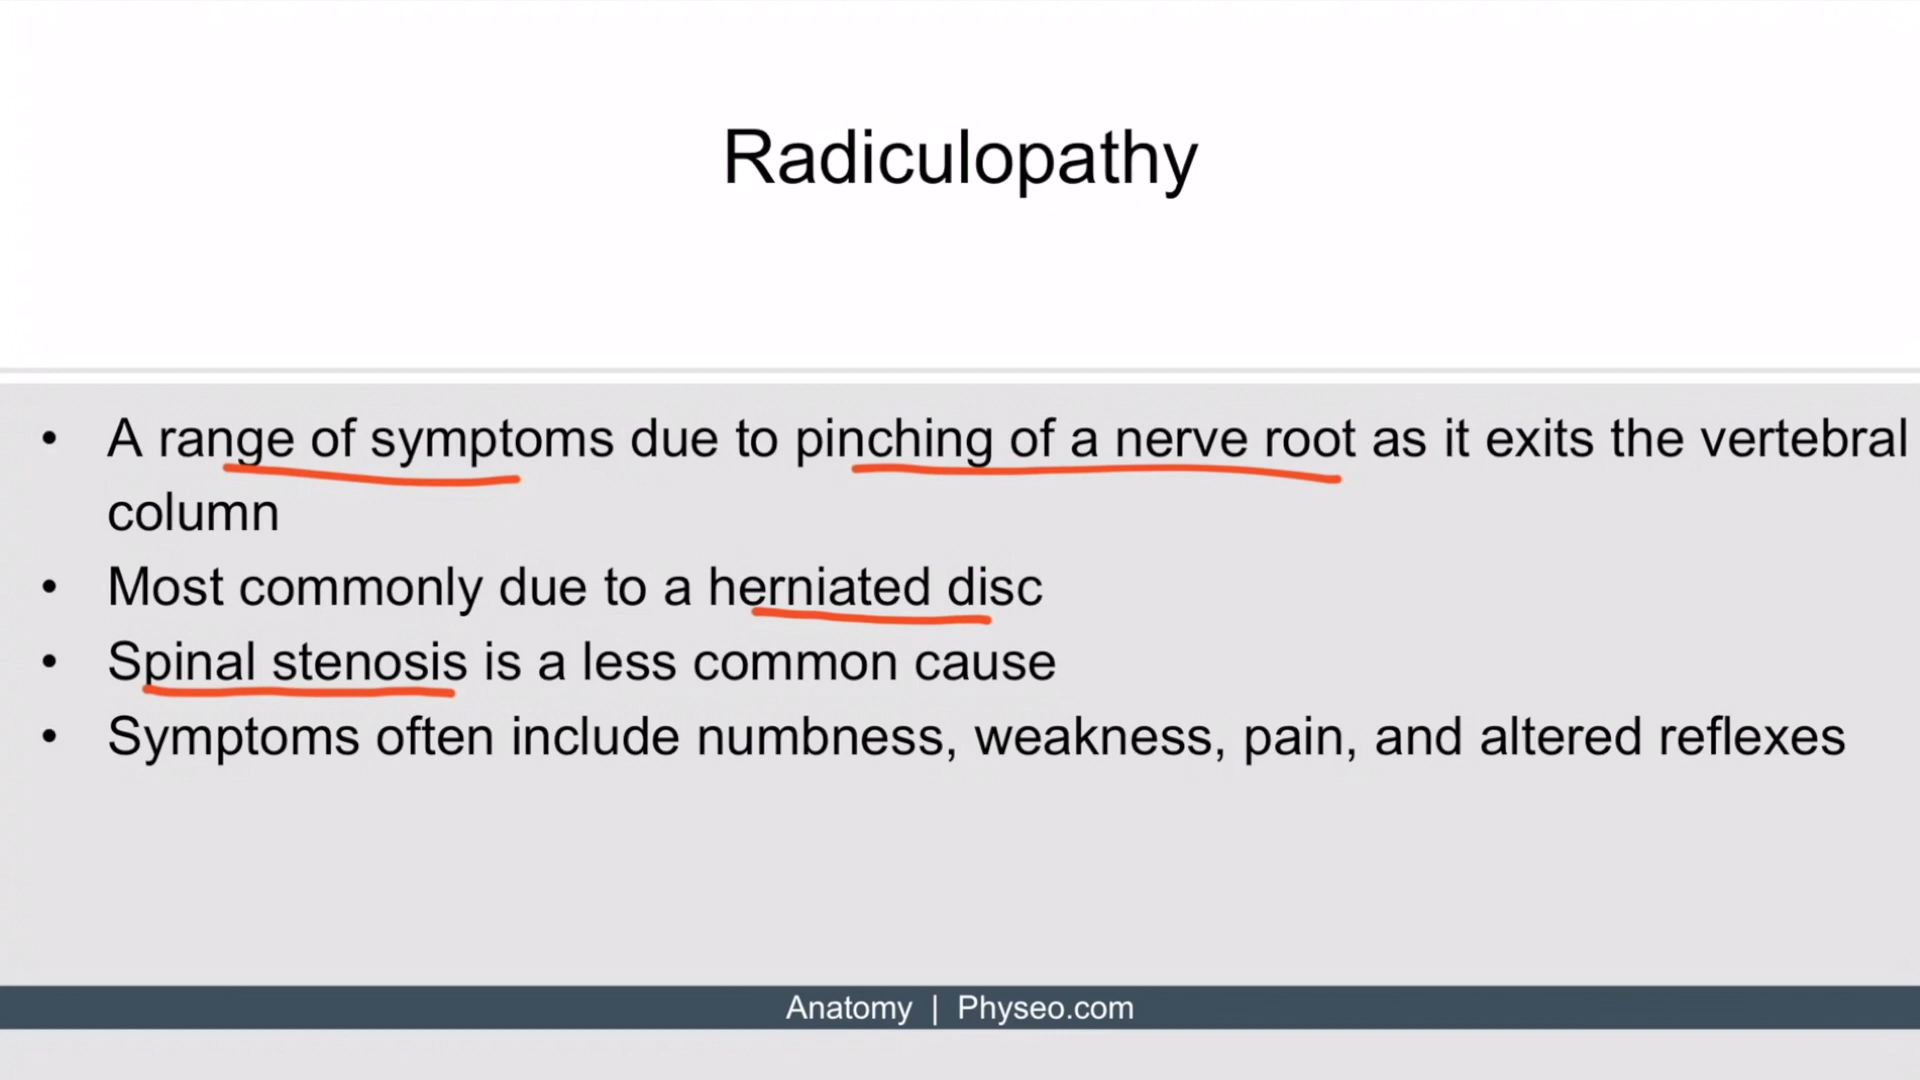 Radiculopathy
• A range of symptoms due to pinching of a nerve root as it exits the vertebral
column
• Most commonly due to a herniated disc
• Spinal stenosis is a less common cause
• Symptoms often include numbness, weakness, pain, and altered reflexes
Anatomy | Physeo.com